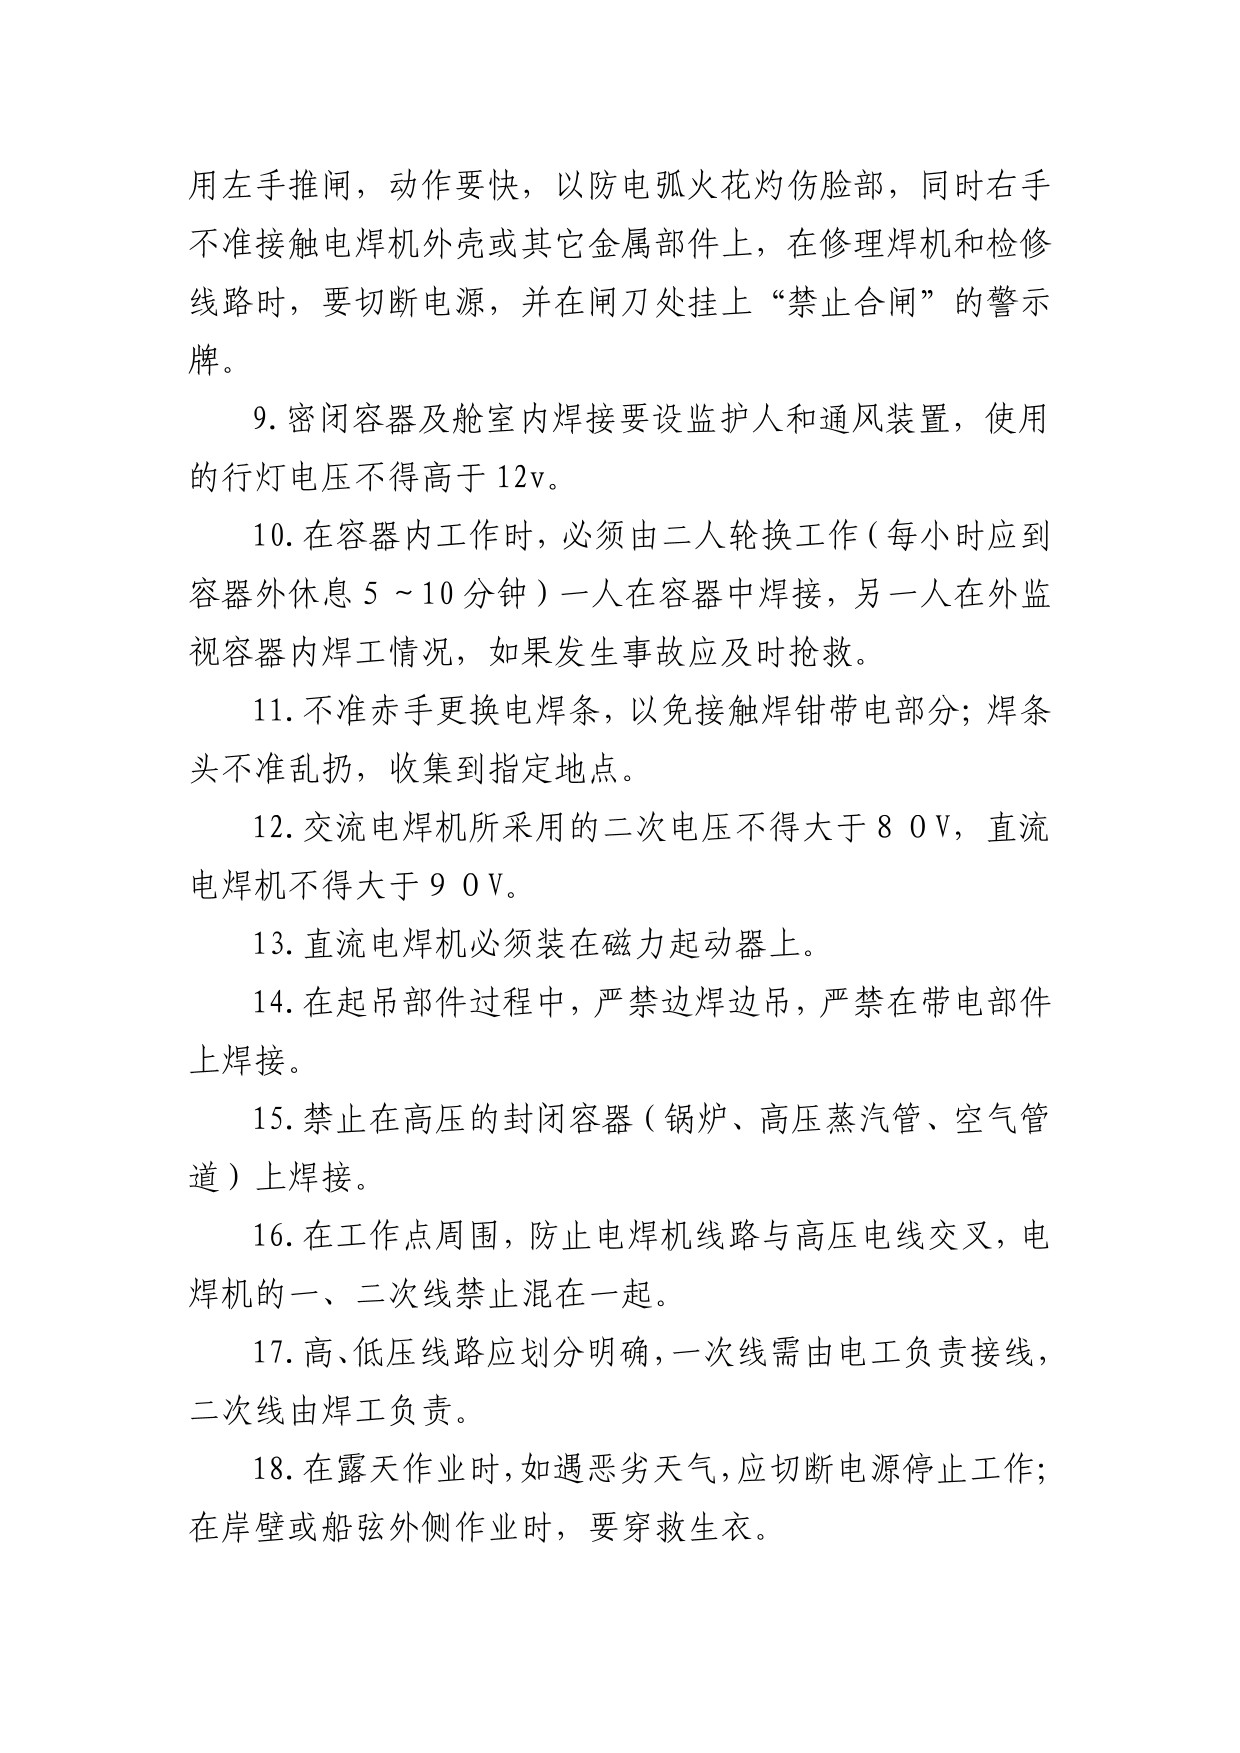 用左手推闸，动作要快，以防电弧火花灼伤脸部，同时右手
不准接触电焊机外壳或其它金属部件上，在修理焊机和检修
线路时，要切断电源，并在闸刀处挂上“禁止合闸”的警示
牌。
9.密闭容器及舱室内焊接要设监护人和通风装置，使用
的行灯电压不得高于 12v。
10.在容器内工作时，必须由二人轮换工作（每小时应到
容器外休息 5 ～10 分钟）一人在容器中焊接，另一人在外监
视容器内焊工情况，如果发生事故应及时抢救。
11.不准赤手更换电焊条，以免接触焊钳带电部分；焊条
头不准乱扔，收集到指定地点。
12.交流电焊机所采用的二次电压不得大于８０V，直流
电焊机不得大于９０V。
13.直流电焊机必须装在磁力起动器上。
14.在起吊部件过程中，严禁边焊边吊，严禁在带电部件
上焊接。
15.禁止在高压的封闭容器（锅炉、高压蒸汽管、空气管
道）上焊接。
16.在工作点周围，防止电焊机线路与高压电线交叉，电
焊机的一、二次线禁止混在一起。
17.高、低压线路应划分明确，一次线需由电工负责接线，
二次线由焊工负责。
18.在露天作业时，如遇恶劣天气，应切断电源停止工作；
在岸壁或船弦外侧作业时，要穿救生衣。